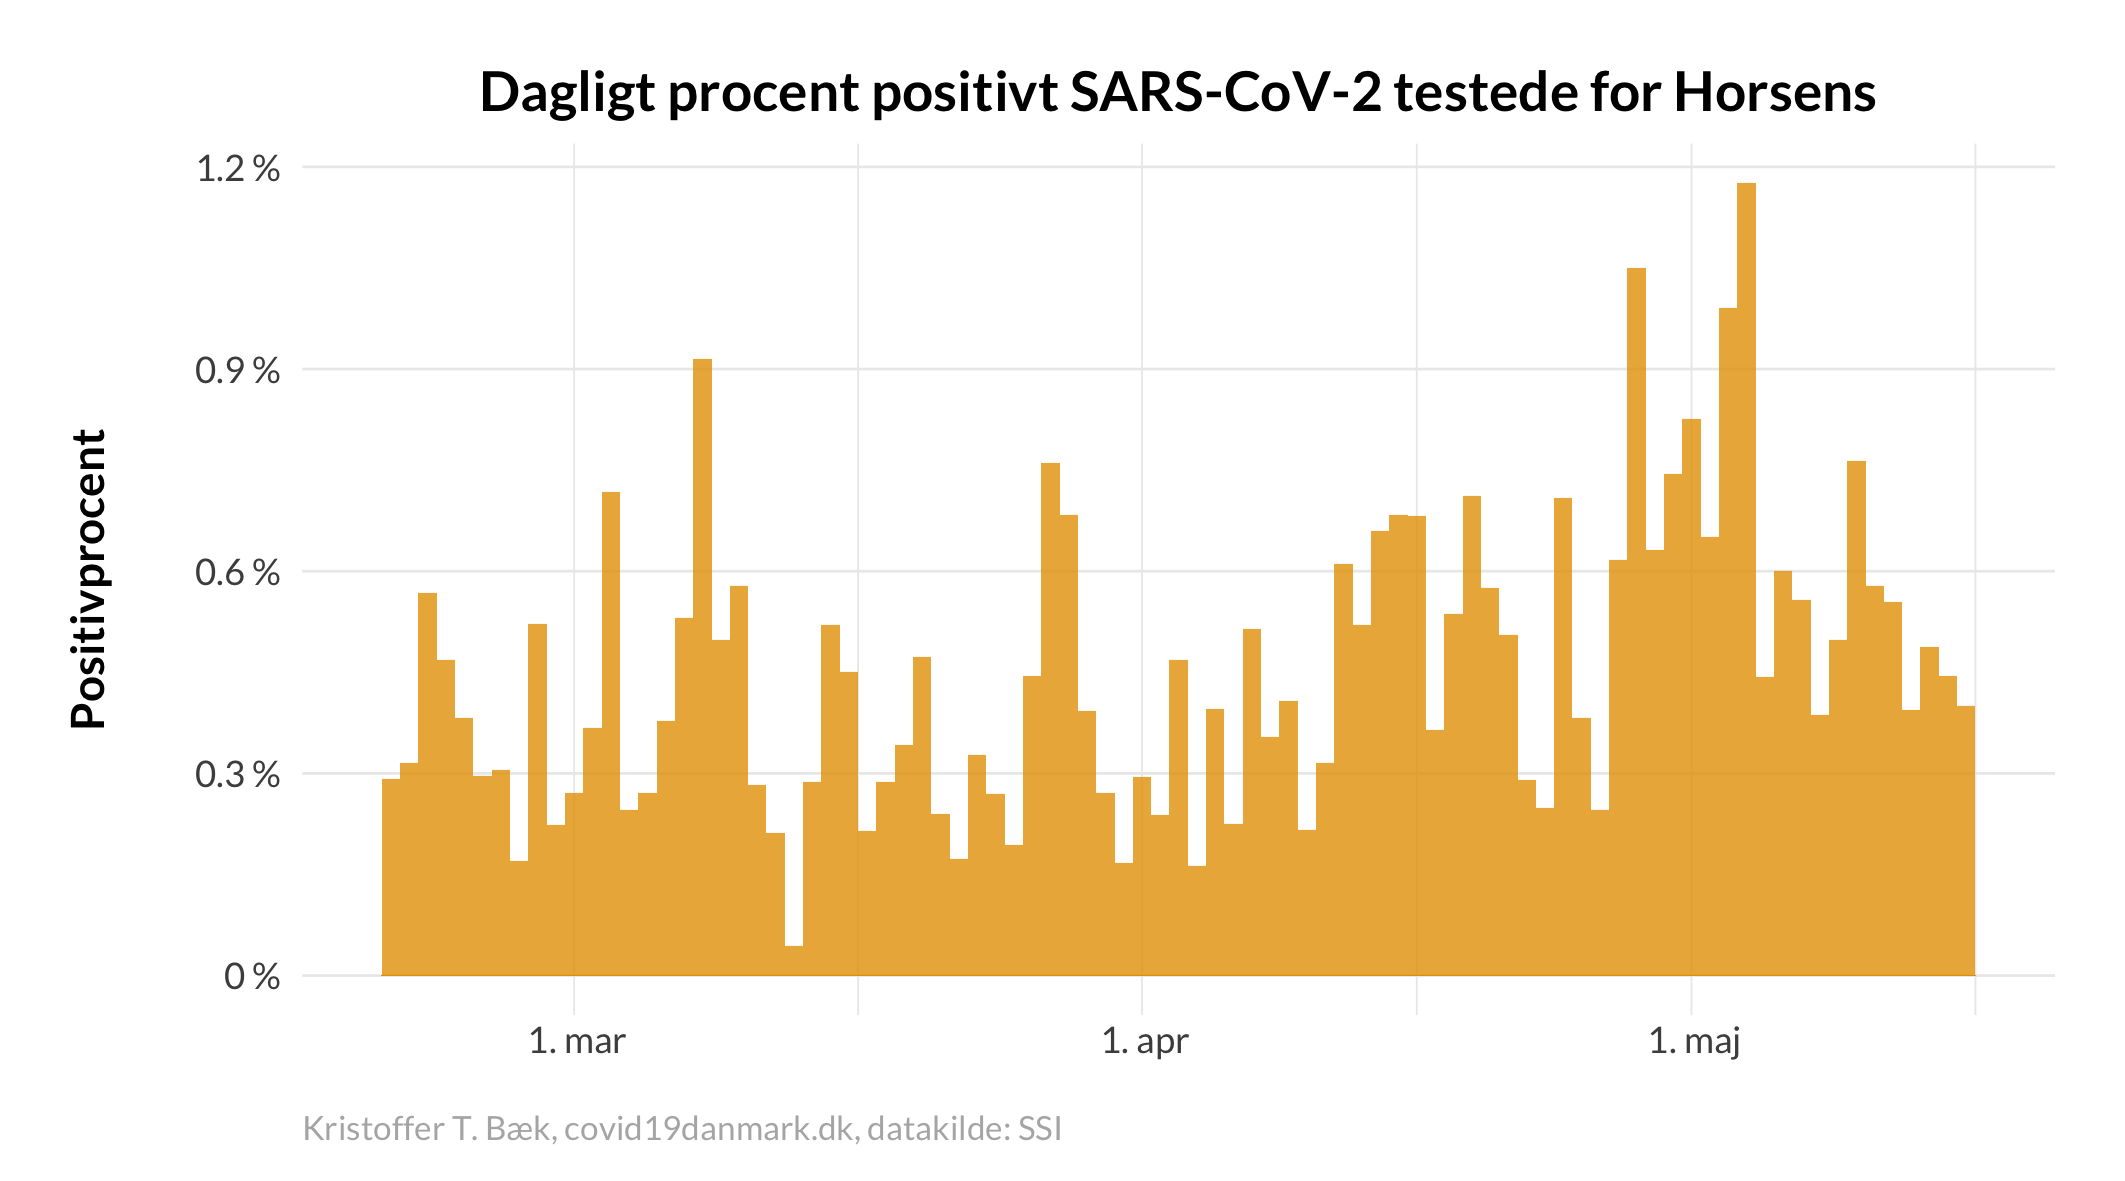 Dagligt procent positivt SARS-CoV-2 testede for Horsens
Positivprocent
1.2 %
0.9 %
0.6 %
0.3 %
0 %
1. mar
1. apr
1. maj
Kristoffer T. Bæk, covid19danmark.dk, datakilde: SSI